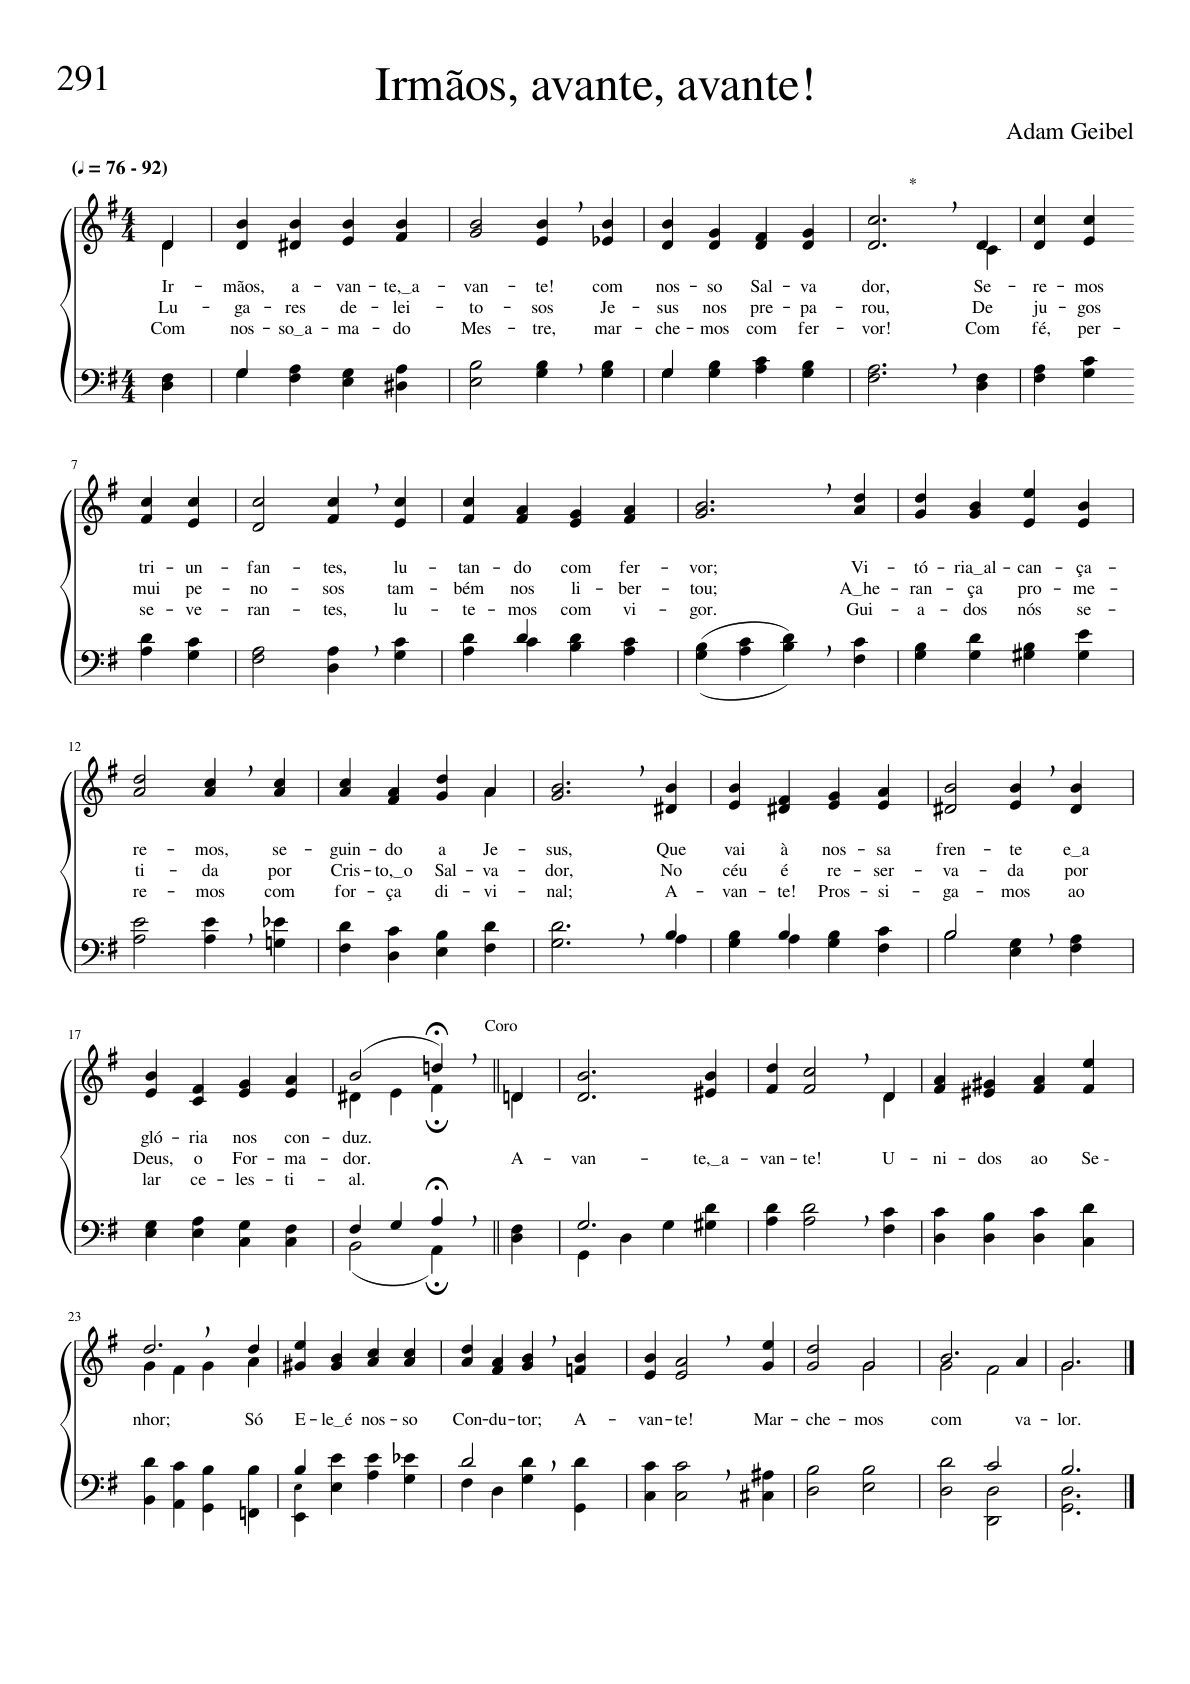 291
Irmãos, avante, avante!
Adam Geibel
(♩ = 76 - 92)
*
Ir - mãos, a - van - te,_a - van - te! com nos - so Sal - va dor, Se - re - mos
Lu - ga - res de - lei - to - sos Je - sus nos pre - pa - rou, De ju - gos
Com nos - so_a - ma - do Mes - tre, mar - che - mos com fer - vor! Com fé, per -
7
tri - un - fan - tes, lu - tan - do com fer - vor; Vi - tó - ria_al - can - ça -
mui pe - no - sos tam - bém nos li - ber - tou; A_he - ran - ça pro - me -
se - ve - ran - tes, lu - te - mos com vi - gor. Gui - a - dos nós se -
12
re - mos, se - guin - do a Je - sus, Que vai à nos - sa fren - te e_a
ti - da por Cris - to,_o Sal - va - dor, No céu é re - ser - va - da por
re - mos com for - ça di - vi - nal; A - van - te! Pros - si - ga - mos ao
17
Coro
gló - ria nos con - duz.
Deus, o For - ma - dor. A - van - te,_a - van - te! U - ni - dos ao Se -
lar ce - les - ti - al.
23
nhor; Só E - le_é nos - so Con - du - tor; A - van - te! Mar - che - mos com va - lor.